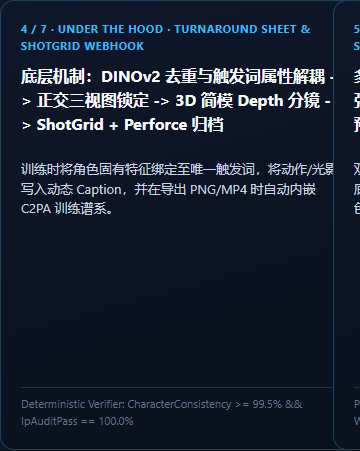 4 / 7 · UNDER THE HOOD · TURNAROUND SHEET &
SHOTGRID WEBHOOK
底层机制：DINOv2 去重与触发词属性解耦 -
> 正交三视图锁定 -> 3D 简模 Depth 分镜 -
> ShotGrid + Perforce 归档
训练时将角色固有特征绑定至唯一触发词，将动作/光影
写入动态 Caption，并在导出 PNG/MP4 时自动内嵌
C2PA 训练谱系。
Deterministic Verifier: CharacterConsistency >= 99.5% &&
IpAuditPass == 100.0%